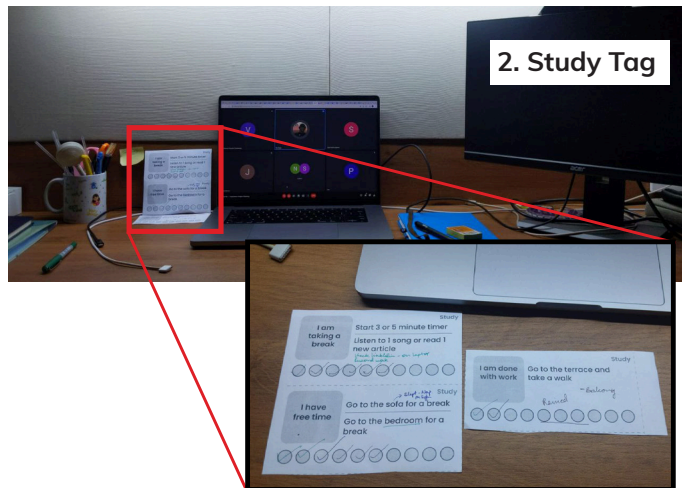 2. Study Tag
V
S
J
N S
P
acer
Study
I am
taking a
break
Start 3 or 5 minute timer
Listen to 1 song or read 1
new article
Study
I have
free time
Go to the sofa for a break
Go to the bedroom for a
break
Study
I am done
with work
Go to the terrace and
take a walk
- Balcony